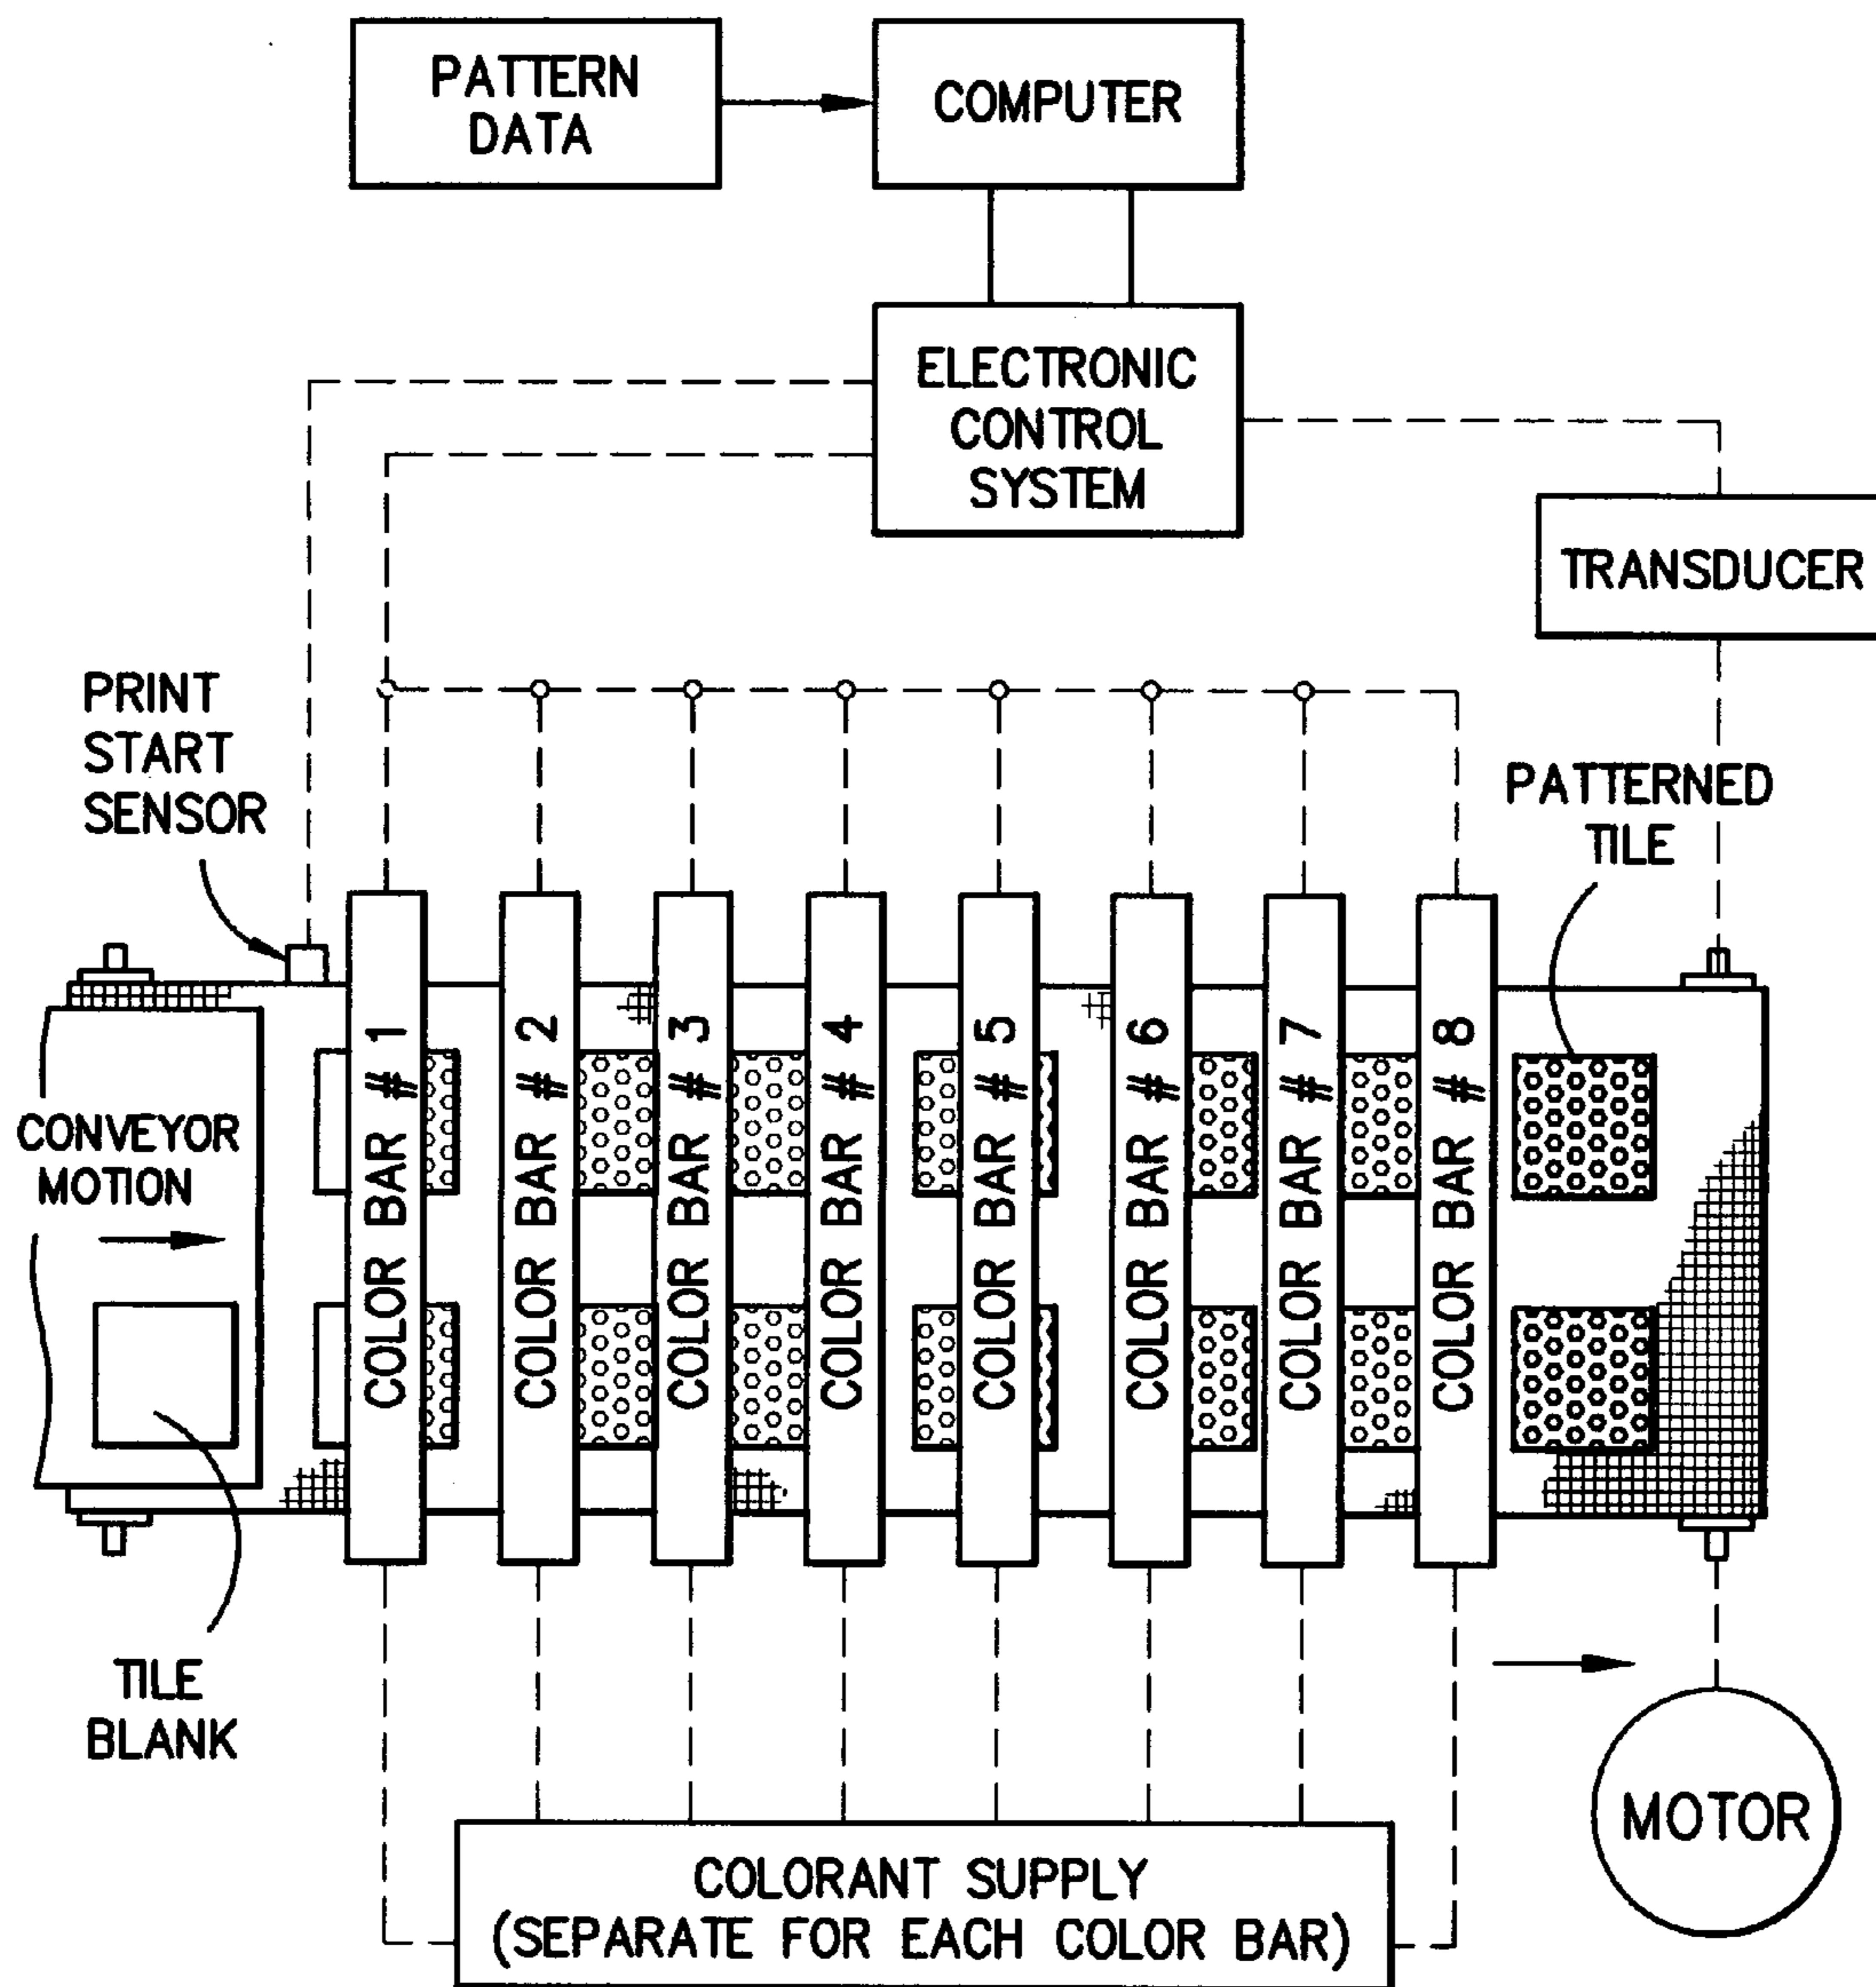 PATTERN
DATA
COMPUTER
ELECTRONIC
CONTROL
SYSTEM
TRANSDUCER
PRINT
START
SENSOR
PATTERNED
TILE
CONVEYOR
MOTION
COLOR BAR # 1
COLOR BAR # 2
COLOR BAR # 3
COLOR BAR # 4
COLOR BAR # 5
COLOR BAR # 6
COLOR BAR # 7
COLOR BAR # 8
TILE
BLANK
MOTOR
COLORANT SUPPLY
(SEPARATE FOR EACH COLOR BAR)